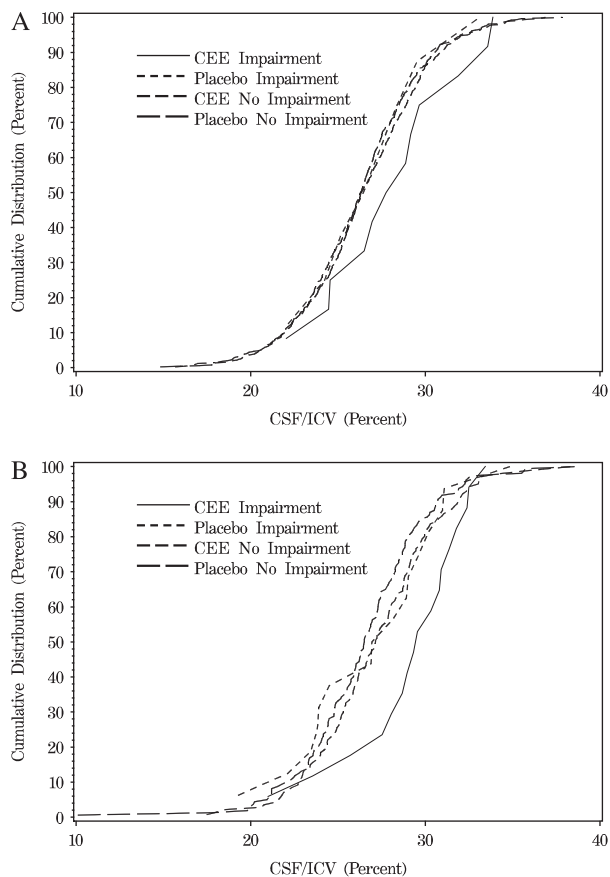 A
100
90
80
70
60
50
40
30
20
10
0
Cumulative Distribution (Percent)
CEE Impairment
Placebo Impairment
CEE No Impairment
Placebo No Impairment
10 20 30 40
CSF/ICV (Percent)
B
100
90
80
70
60
50
40
30
20
10
0
Cumulative Distribution (Percent)
CEE Impairment
Placebo Impairment
CEE No Impairment
Placebo No Impairment
10 20 30 40
CSF/ICV (Percent)